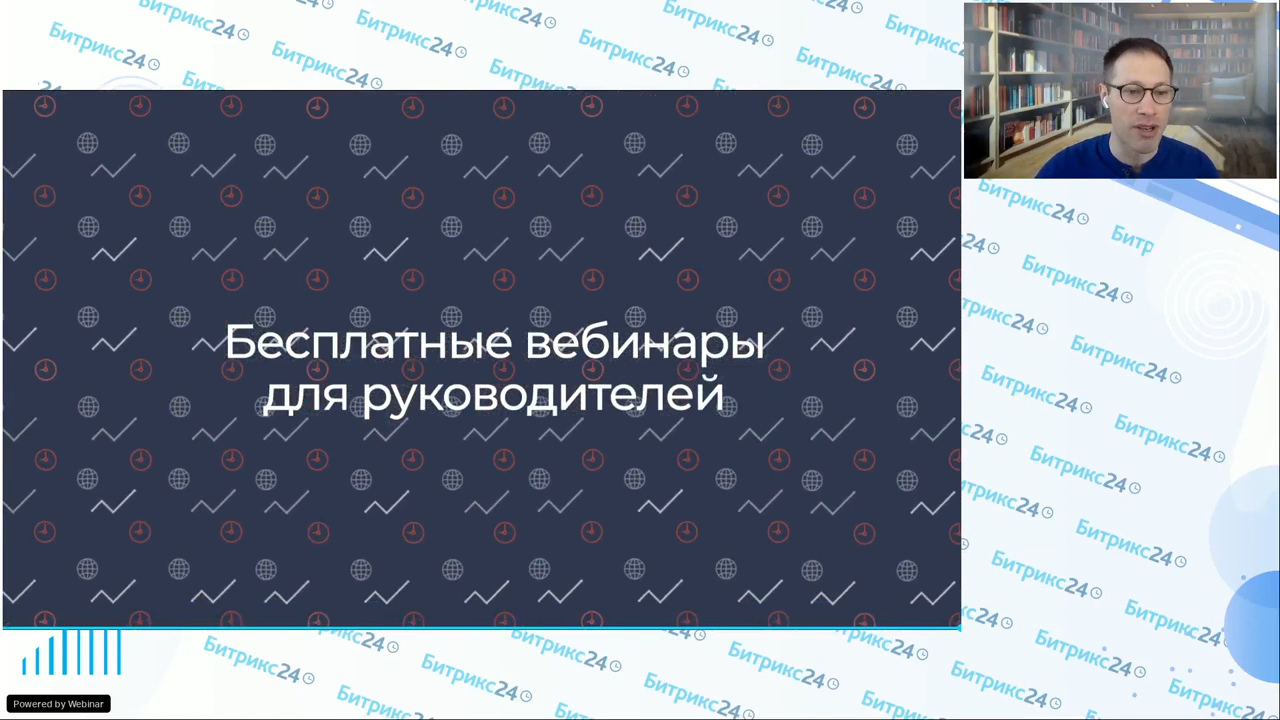 Битрикс24
Бесплатные вебинары
для руководителей
Powered by Webinar